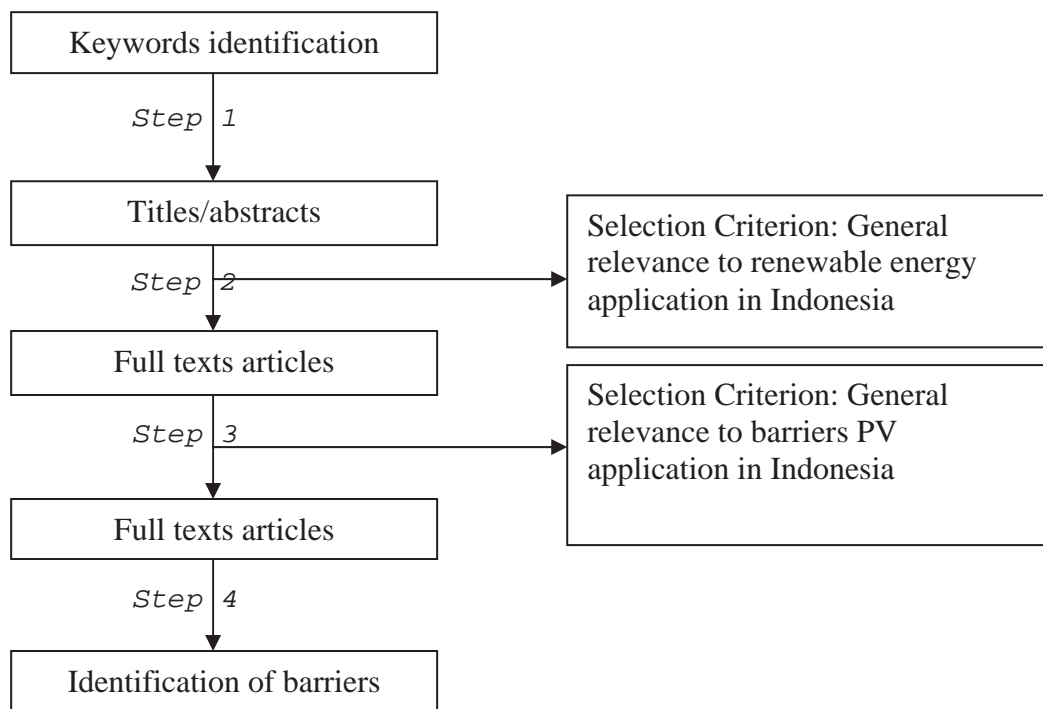 Keywords identification
Step 1
Titles/abstracts
Selection Criterion: General
relevance to renewable energy
application in Indonesia
Step 2
Full texts articles
Selection Criterion: General
relevance to barriers PV
application in Indonesia
Step 3
Full texts articles
Step 4
Identification of barriers